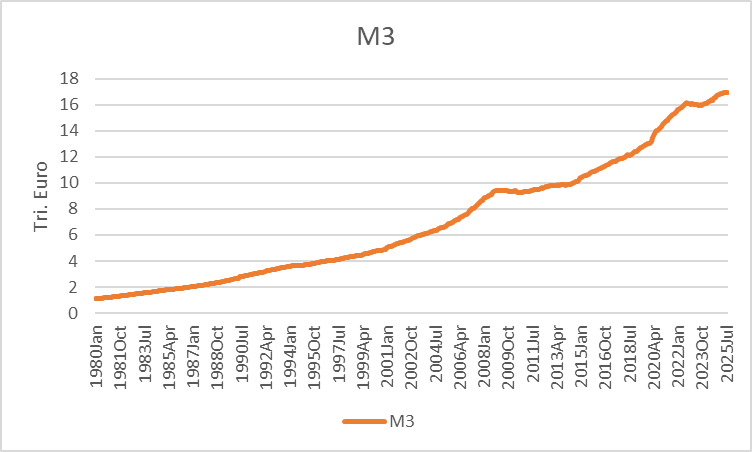 M3
Tri. Euro
18
16
14
12
10
8
6
4
2
0
1980Jan
1981Oct
1983Jul
1985Apr
1987Jan
1988Oct
1990Jul
1992Apr
1994Jan
1995Oct
1997Jul
1999Apr
2001Jan
2002Oct
2004Jul
2006Apr
2008Jan
2009Oct
2011Jul
2013Apr
2015Jan
2016Oct
2018Jul
2020Apr
2022Jan
2023Oct
2025Jul
M3